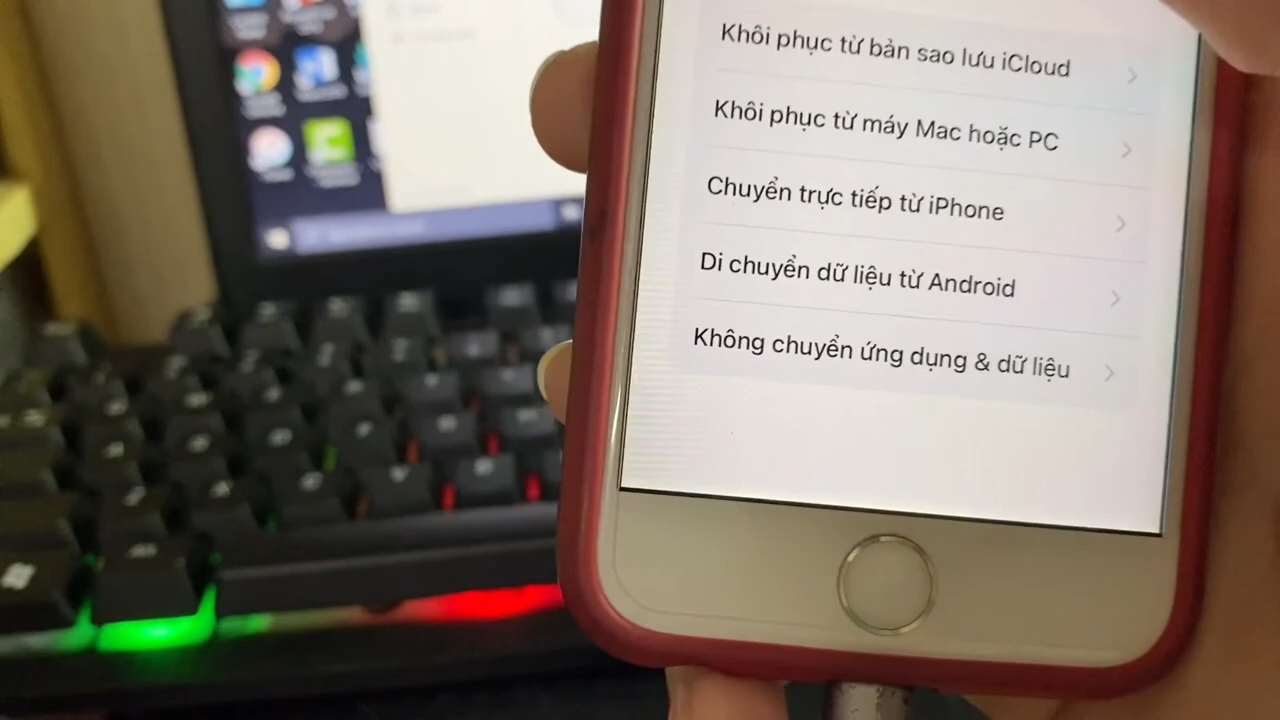 Khôi phục từ bản sao lưu iCloud
Khôi phục từ máy Mac hoặc PC
Chuyển trực tiếp từ iPhone
Di chuyển dữ liệu từ Android
Không chuyển ứng dụng & dữ liệu